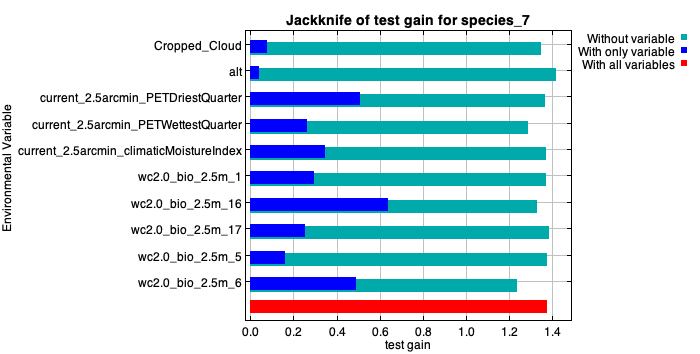 Jackknife of test gain for species_7
Without variable
With only variable
With all variables
Environmental Variable
Cropped_Cloud
alt
current_2.5arcmin_PETDriestQuarter
current_2.5arcmin_PETWettestQuarter
current_2.5arcmin_climaticMoistureIndex
wc2.0_bio_2.5m_1
wc2.0_bio_2.5m_16
wc2.0_bio_2.5m_17
wc2.0_bio_2.5m_5
wc2.0_bio_2.5m_6
0.0 0.2 0.4 0.6 0.8 1.0 1.2 1.4
test gain